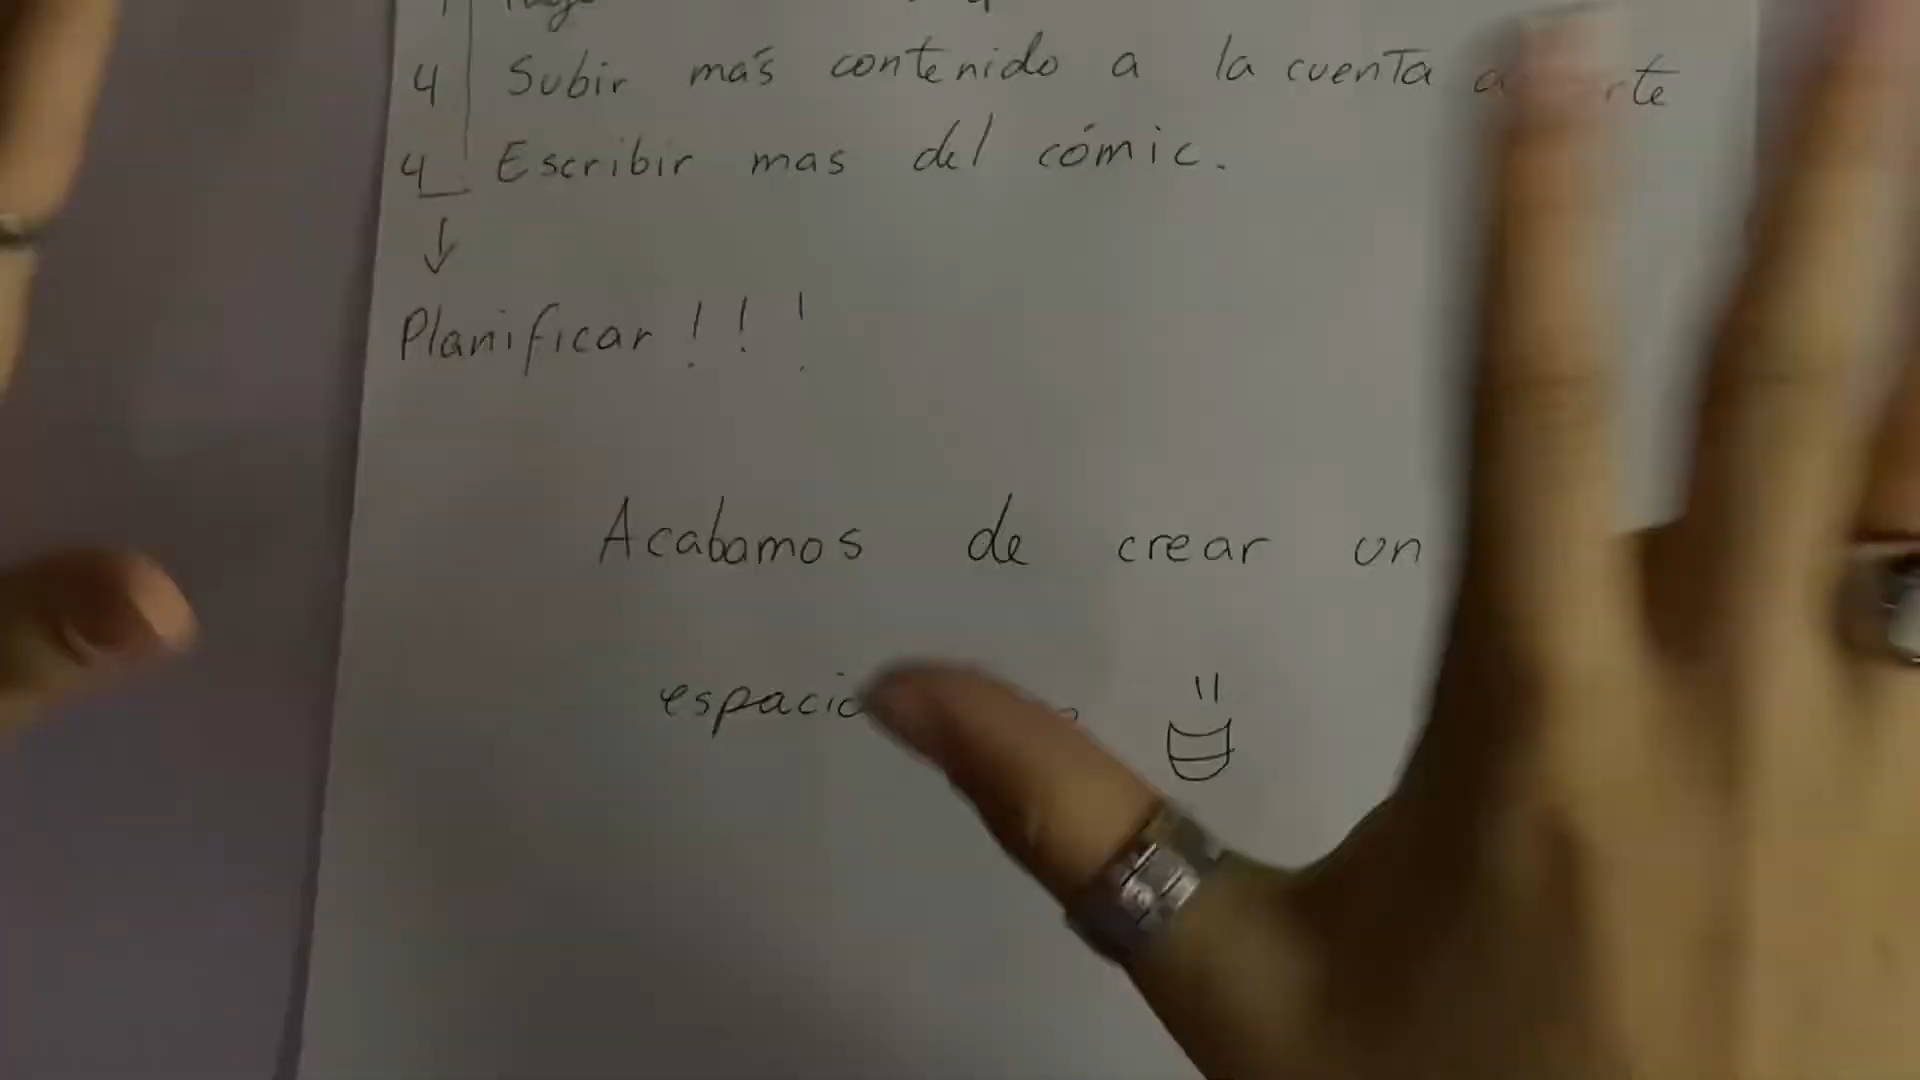 4 Subir más contenido a la cuenta
4 Escribir mas del cómic.
↓
Planificar!!!
Acabamos de crear un